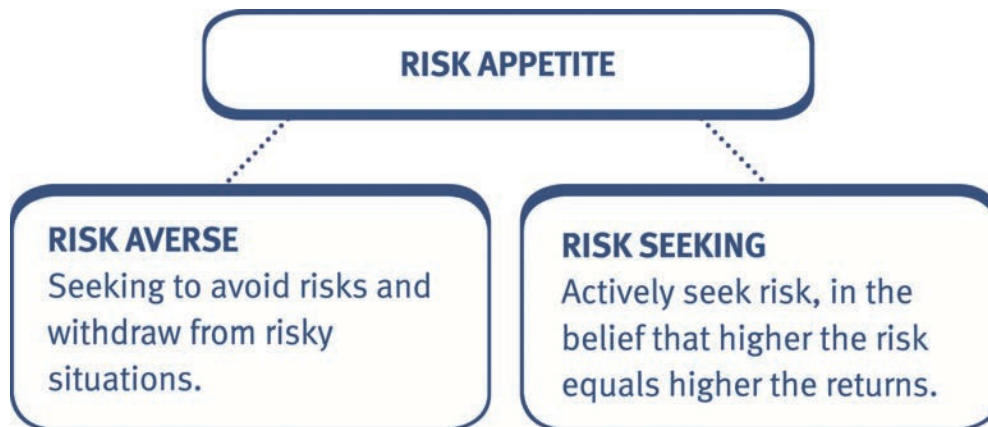 RISK APPETITE
RISK AVERSE
Seeking to avoid risks and
withdraw from risky
situations.
RISK SEEKING
Actively seek risk, in the
belief that higher the risk
equals higher the returns.